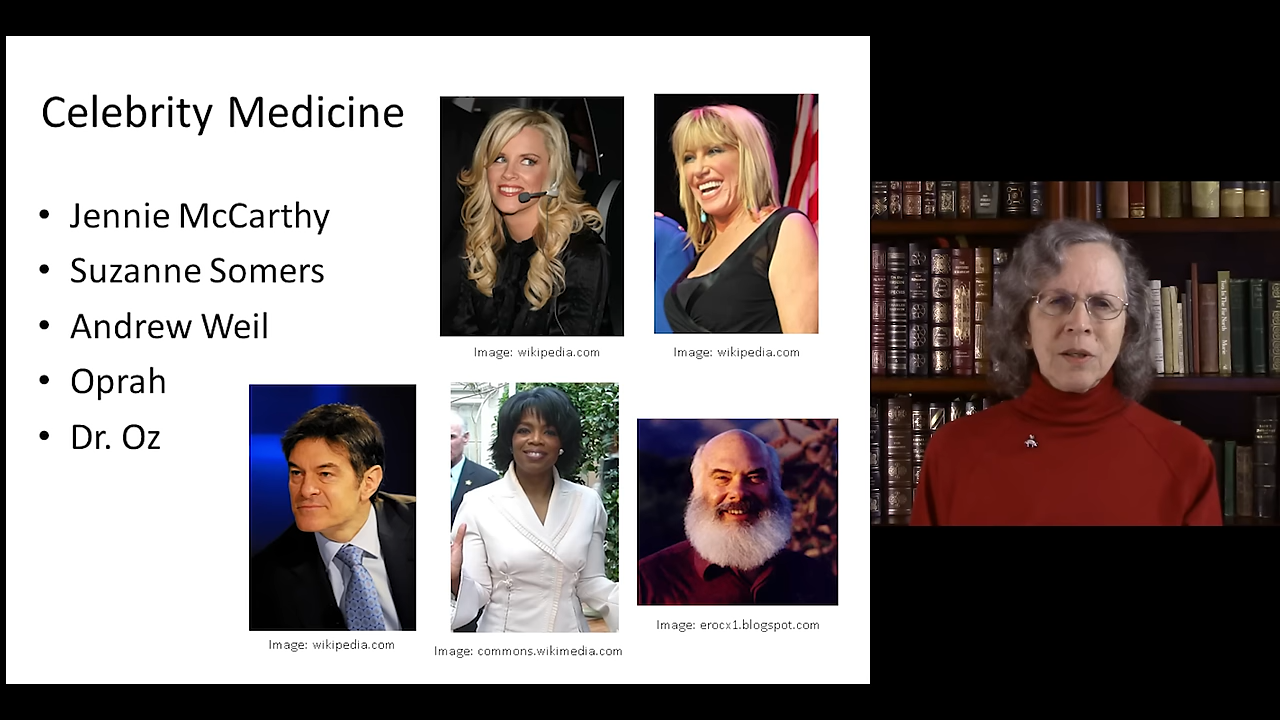 Celebrity Medicine
• Jennie McCarthy
• Suzanne Somers
• Andrew Weil
• Oprah
• Dr. Oz
Image: wikipedia.com
Image: wikipedia.com
Image: wikipedia.com
Image: commons.wikimedia.com
Image: erocx1.blogspot.com